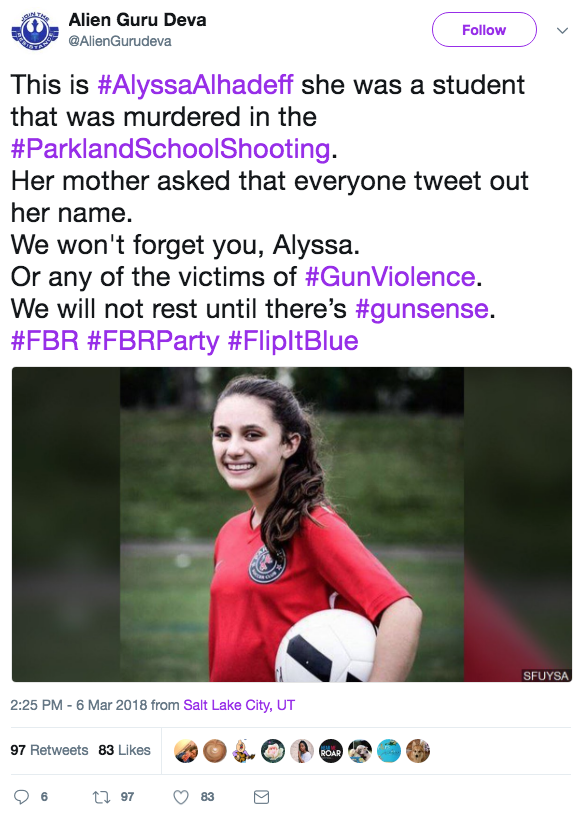 Alien Guru Deva
@AlienGurudeva
Follow
This is #AlyssaAlhadeff she was a student
that was murdered in the
#ParklandSchoolShooting.
Her mother asked that everyone tweet out
her name.
We won't forget you, Alyssa.
Or any of the victims of #GunViolence.
We will not rest until there’s #gunsense.
#FBR #FBRParty #FlipItBlue
SFUYSA
2:25 PM - 6 Mar 2018 from Salt Lake City, UT
97 Retweets 83 Likes
ROAR
6 97 83